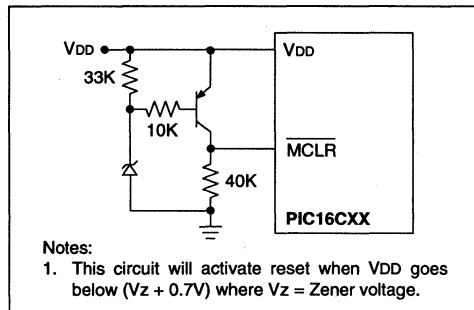 VDD
VDD
33K
10K
MCLR
40K
PIC16CXX
Notes:
1. This circuit will activate reset when VDD goes
below (Vz + 0.7V) where Vz = Zener voltage.